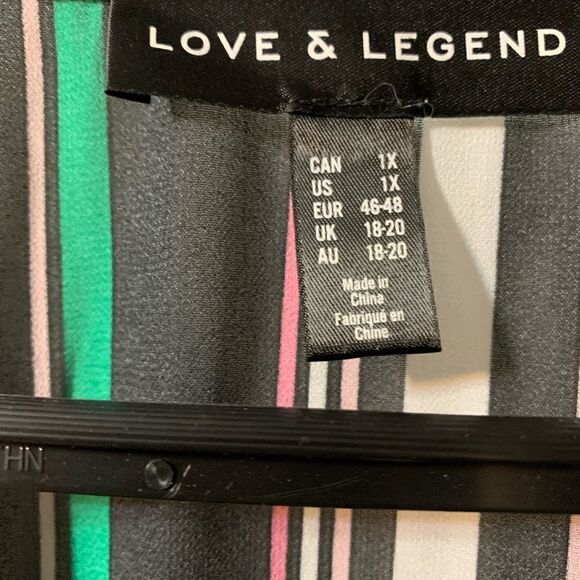 LOVE & LEGEND
CAN 1X
US 1X
EUR 46-48
UK 18-20
AU 18-20
Made in
China
Fabriqué en
Chine
HN